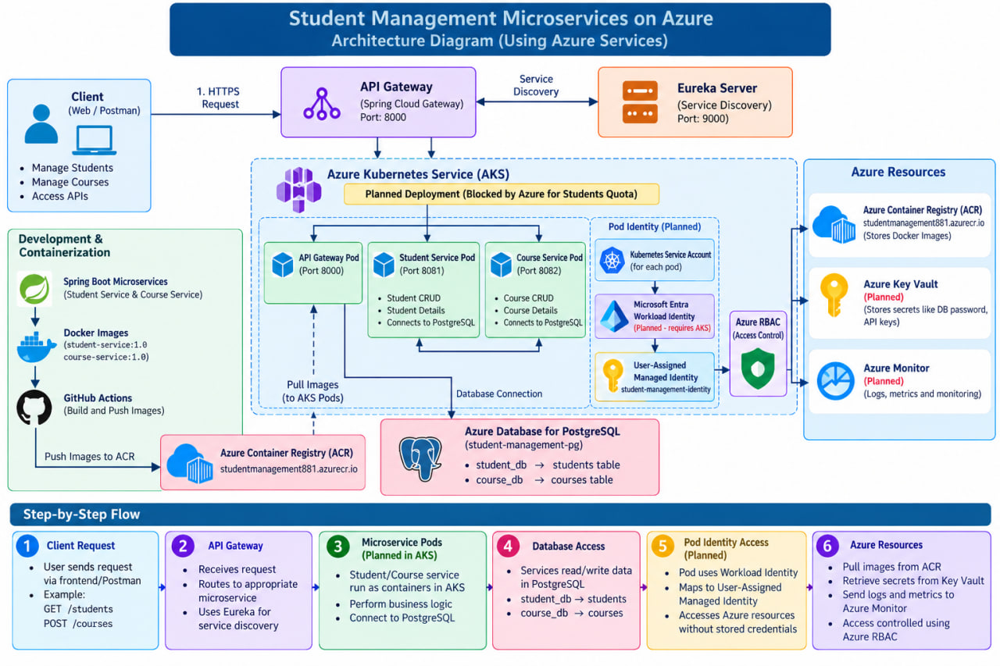 Student Management Microservices on Azure
Architecture Diagram (Using Azure Services)
Client
(Web / Postman)
• Manage Students
• Manage Courses
• Access APIs
1. HTTPS
Request
API Gateway
(Spring Cloud Gateway)
Port: 8000
Service
Discovery
Eureka Server
(Service Discovery)
Port: 9000)
Azure Kubernetes Service (AKS)
Planned Deployment (Blocked by Azure for Students Quota)
API Gateway Pod
(Port 8000)
Student Service Pod
(Port 8081)
• Student CRUD
• Student Details
• Connects to PostgreSQL
Course Service Pod
(Port 8082)
• Course CRUD
• Course Details
• Connects to PostgreSQL
Pull Images
(to AKS Pods)
Database Connection
Pod Identity (Planned)
Kubernetes Service Account
(for each pod)
Microsoft Entra
Workload Identity
(Planned - requires AKS)
User-Assigned
Managed Identity
student-management-identity
Azure RBAC
(Access Control)
Azure Resources
Azure Container Registry (ACR)
studentmanagement881.azurecr.io
(Stores Docker Images)
Azure Key Vault
(Planned)
(Stores secrets like DB password,
API keys)
Azure Monitor
(Planned)
(Logs, metrics and monitoring)
Development &
Containerization
Spring Boot Microservices
(Student Service & Course Service)
Docker Images
(student-service:1.0
course-service:1.0)
GitHub Actions
(Build and Push Images)
Push Images to ACR
Azure Container Registry (ACR)
studentmanagement881.azurecr.io
Azure Database for PostgreSQL
(student-management-pg)
• student_db → students table
• course_db → courses table
Step-by-Step Flow
1 Client Request
• User sends request
via frontend/Postman
• Example:
GET /students
POST /courses
2 API Gateway
• Receives request
• Routes to appropriate
microservice
• Uses Eureka for
service discovery
3 Microservice Pods
(Planned in AKS)
• Student/Course service
run as containers in AKS
• Perform business logic
• Connect to PostgreSQL
4 Database Access
• Services read/write data
in PostgreSQL
• student_db → students
• course_db → courses
5 Pod Identity Access
(Planned)
• Pod uses Workload Identity
• Maps to User-Assigned
Managed Identity
• Accesses Azure resources
without stored credentials
6 Azure Resources
• Pull images from ACR
• Retrieve secrets from Key Vault
• Send logs and metrics to
Azure Monitor
• Access controlled using
Azure RBAC